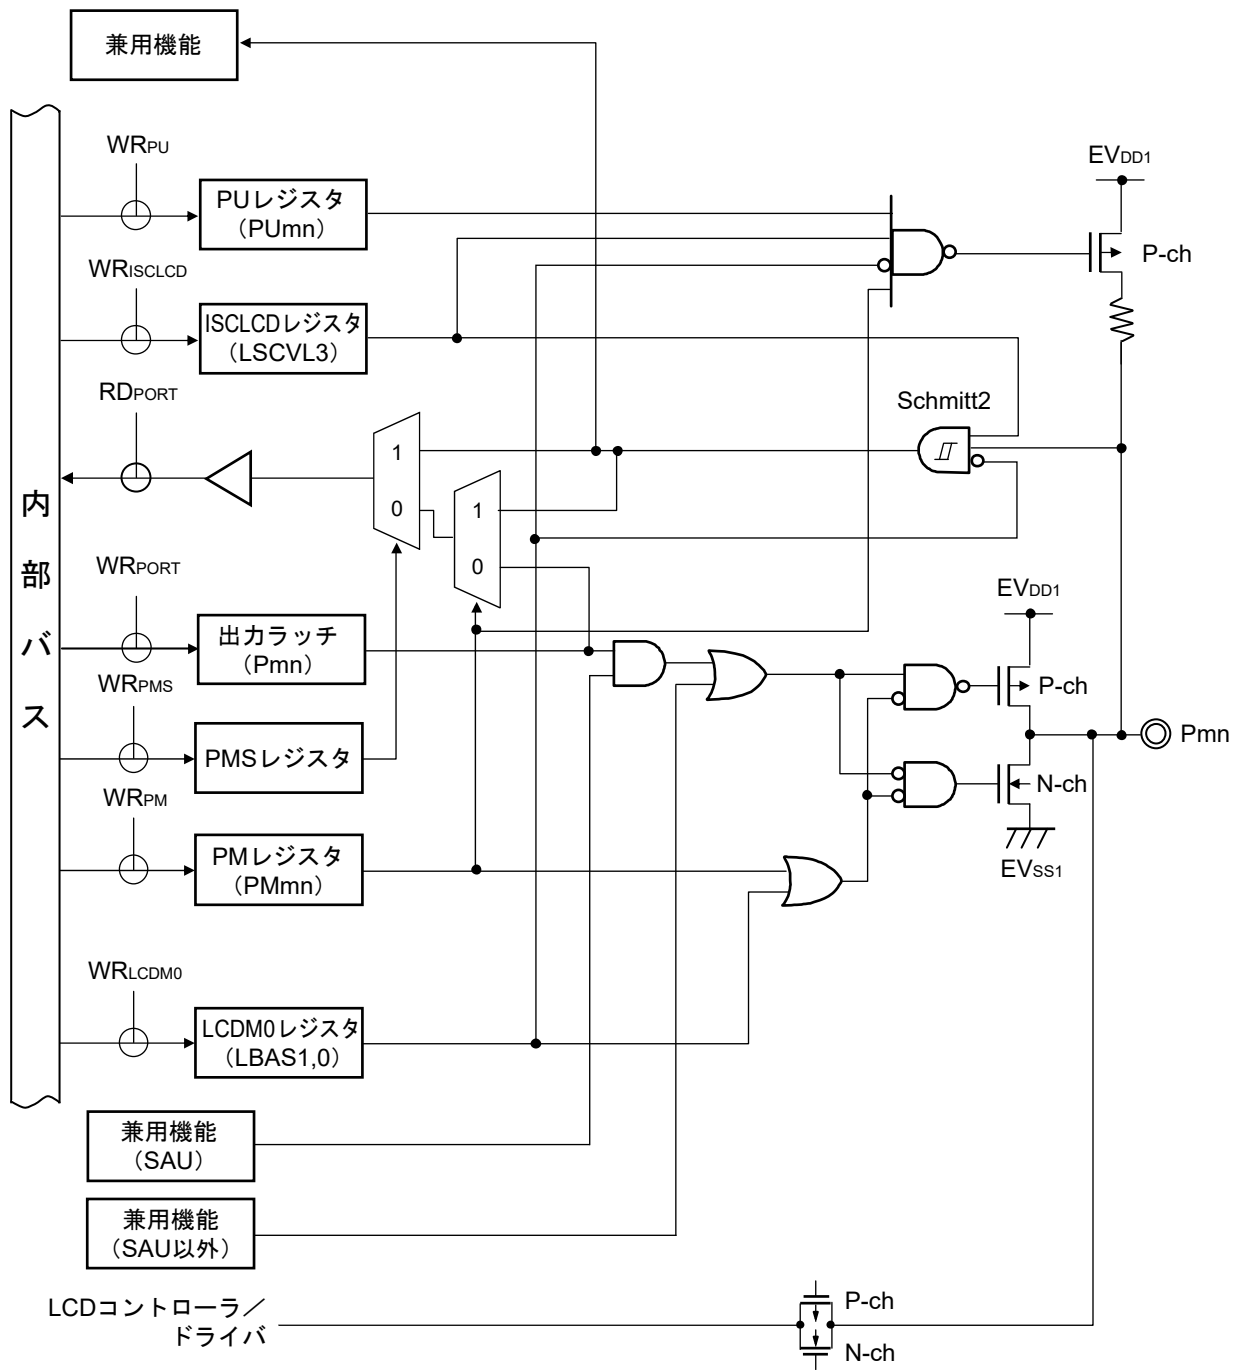 兼用機能
WRPU
PUレジスタ
（PUmn）
EVDD1
P-ch
WRISCLCD
ISCLCDレジスタ
（LSCVL3）
RDPORT
Schmitt2
1
0
1
0
内部バス
WRPORT
出力ラッチ
（Pmn）
EVDD1
P-ch
WRPMS
PMSレジスタ
Pmn
N-ch
WRPM
PMレジスタ
（PMmn）
EVSS1
WRLCDM0
LCDM0レジスタ
（LBAS1,0）
兼用機能
（SAU）
兼用機能
（SAU以外）
LCDコントローラ／
ドライバ
P-ch
N-ch